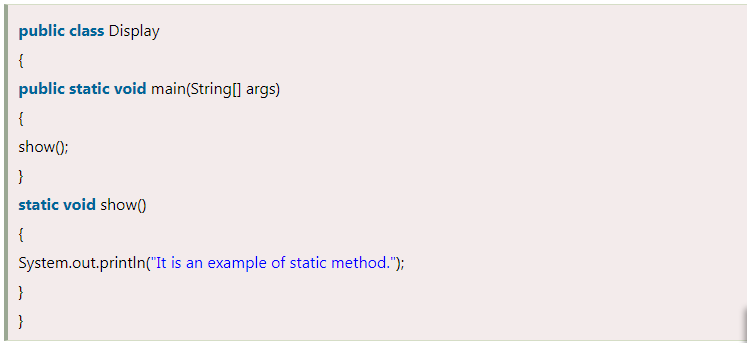 public class Display
{
public static void main(String[] args)
{
show();
}
static void show()
{
System.out.println("It is an example of static method.");
}
}